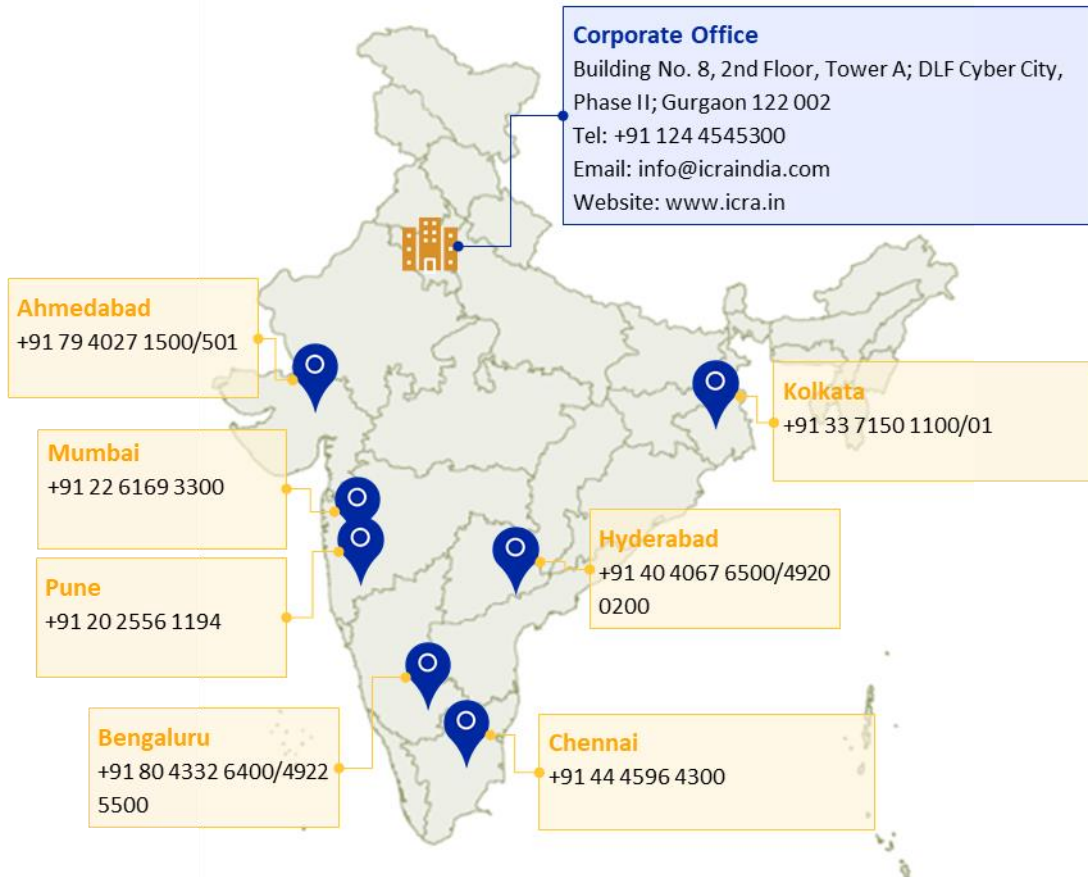 Corporate Office
Building No. 8, 2nd Floor, Tower A; DLF Cyber City,
Phase II; Gurgaon 122 002
Tel: +91 124 4545300
Email: info@icraindia.com
Website: www.icra.in
Ahmedabad
+91 79 4027 1500/501
Kolkata
+91 33 7150 1100/01
Mumbai
+91 22 6169 3300
Hyderabad
+91 40 4067 6500/4920
0200
Pune
+91 20 2556 1194
Bengaluru
+91 80 4332 6400/4922
5500
Chennai
+91 44 4596 4300